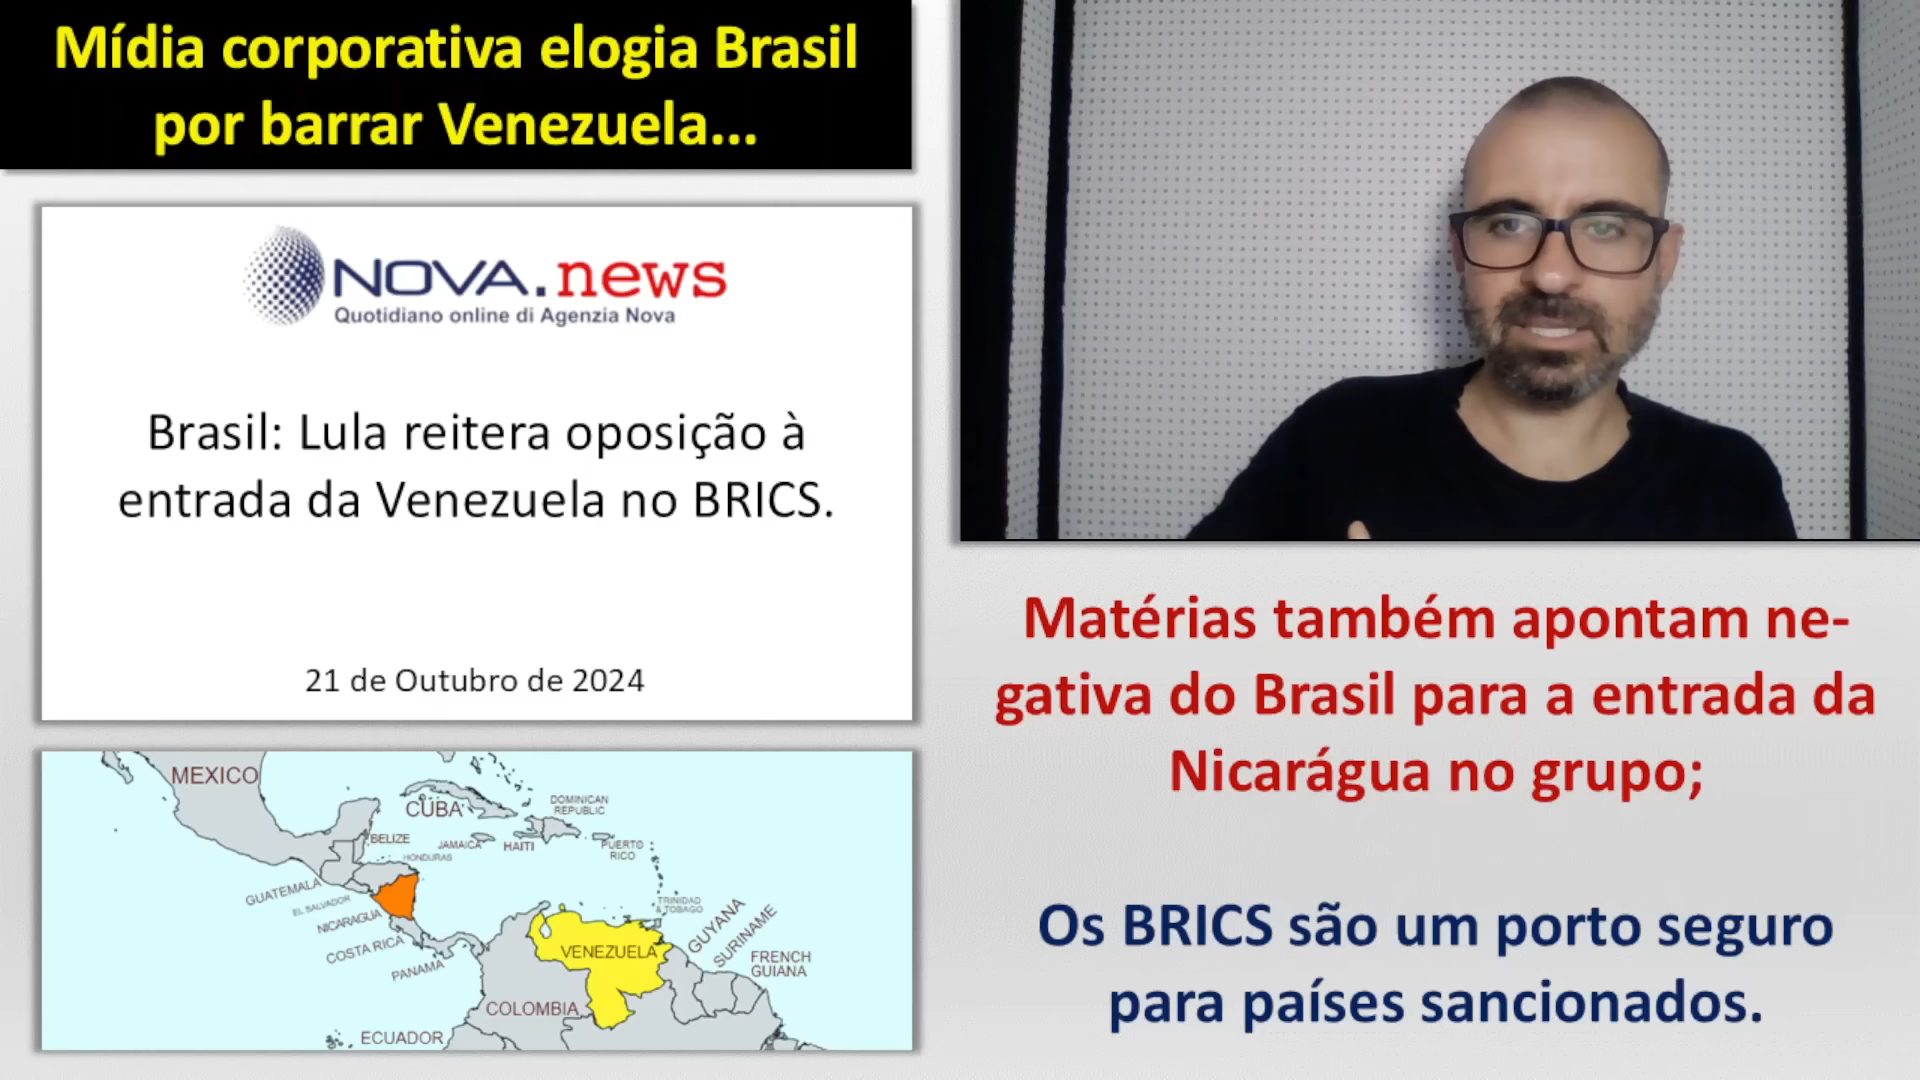 Mídia corporativa elogia Brasil
por barrar Venezuela...
NOVA.news
Quotidiano online di Agenzia Nova
Brasil: Lula reitera oposição à
entrada da Venezuela no BRICS.
21 de Outubro de 2024
Matérias também apontam ne-
gativa do Brasil para a entrada da
Nicarágua no grupo;
Os BRICS são um porto seguro
para países sancionados.
MEXICO
CUBA
DOMINICAN
REPUBLIC
BELIZE
JAMAICA
HAITI
PUERTO
RICO
HONDURAS
GUATEMALA
EL SALVADOR
NICARAGUA
COSTA RICA
PANAMA
TRINIDAD
& TOBAGO
VENEZUELA
GUYANA
SURINAME
FRENCH
GUIANA
COLOMBIA
ECUADOR